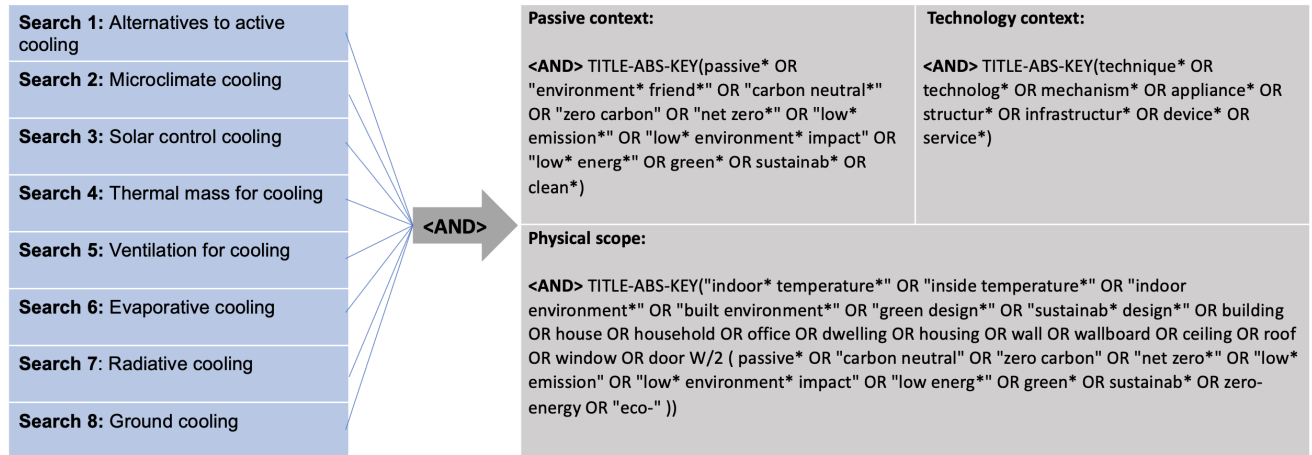 Search 1: Alternatives to active
cooling
Search 2: Microclimate cooling
Search 3: Solar control cooling
Search 4: Thermal mass for cooling
Search 5: Ventilation for cooling
Search 6: Evaporative cooling
Search 7: Radiative cooling
Search 8: Ground cooling
<AND>
Passive context:
<AND> TITLE-ABS-KEY(passive* OR
"environment* friend*" OR "carbon neutral*"
OR "zero carbon" OR "net zero*" OR "low*
emission*" OR "low* environment* impact" OR
"low* energ*" OR green* OR sustainab* OR
clean*)
Technology context:
<AND> TITLE-ABS-KEY(technique* OR
technolog* OR mechanism* OR appliance* OR
structur* OR infrastructur* OR device* OR
service*)
Physical scope:
<AND> TITLE-ABS-KEY("indoor* temperature*" OR "inside temperature*" OR "indoor
environment*" OR "built environment*" OR "green design*" OR "sustainab* design*" OR building
OR house OR household OR office OR dwelling OR housing OR wall OR wallboard OR ceiling OR roof
OR window OR door W/2 ( passive* OR "carbon neutral" OR "zero carbon" OR "net zero*" OR "low*
emission" OR "low* environment* impact" OR "low energ*" OR green* OR sustainab* OR zero-
energy OR "eco-" ))